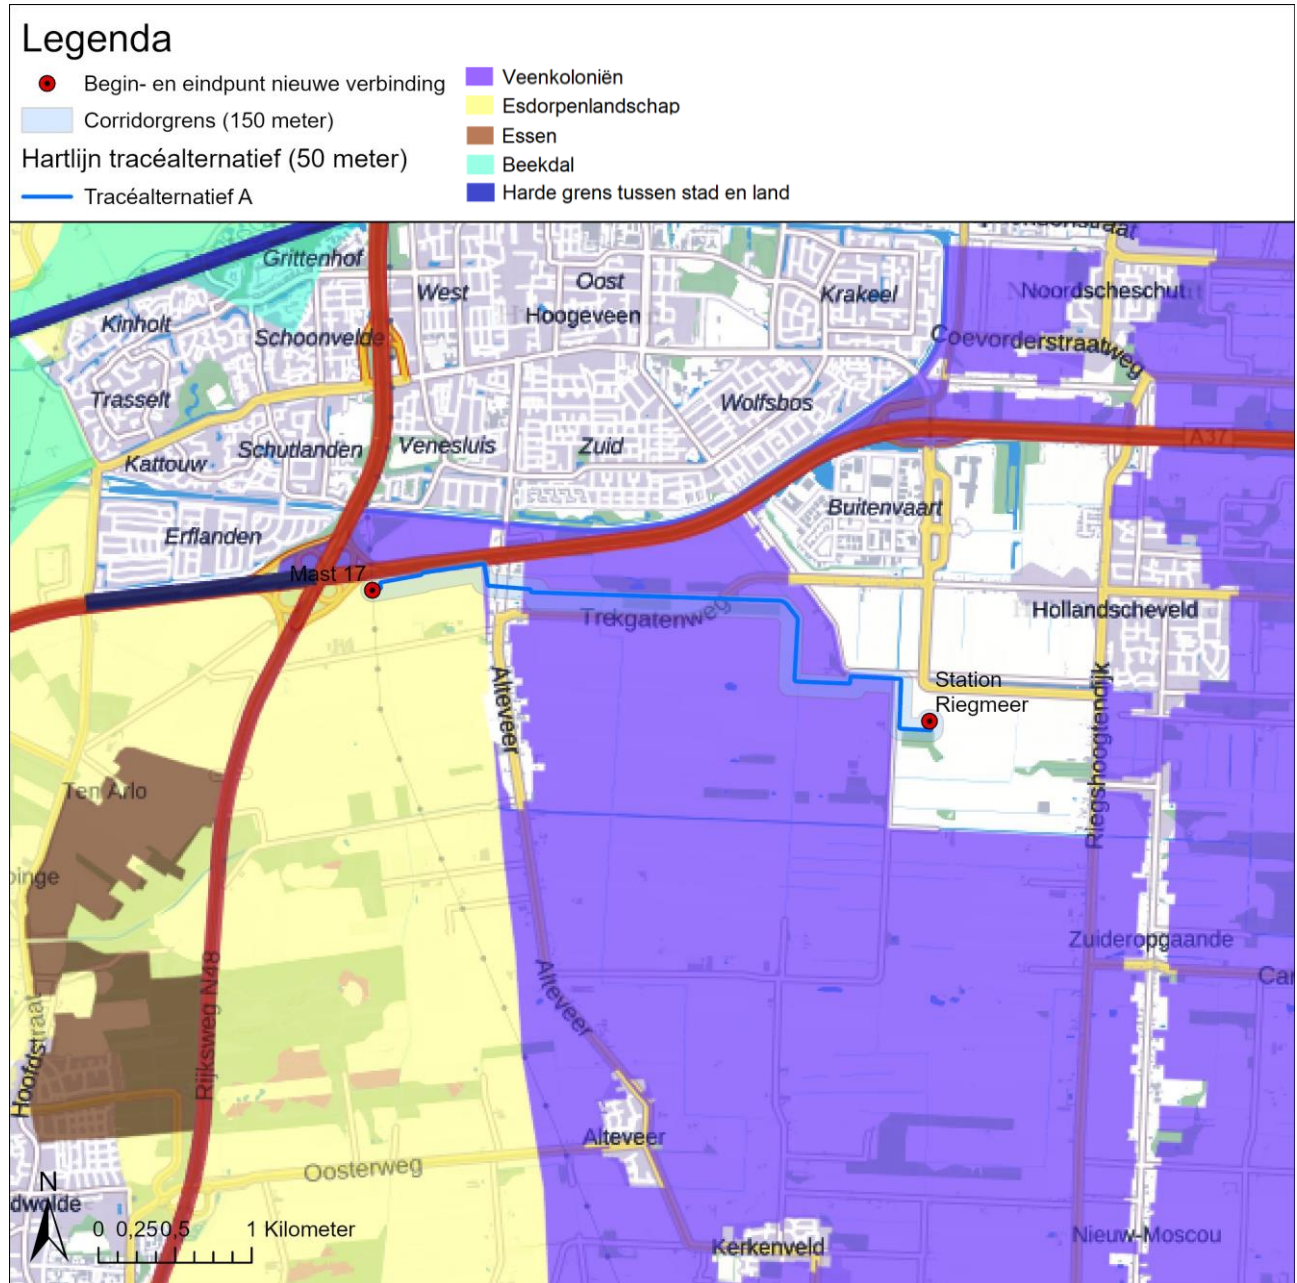 Legenda
Begin- en eindpunt nieuwe verbinding
Corridorgrens (150 meter)
Hartlijn tracéalternatief (50 meter)
Tracéalternatief A
Veenkoloniën
Esdorpenlandschap
Essen
Beekdal
Harde grens tussen stad en land
Grittenhof
West
Oost
Hoogeveen
Krakeel
Noordscheschut
Kinholt
Schoonvelde
Coevorderstraatweg
Trasselt
Wolfsbos
A37
Kattouw
Schutlanden
Venesluis
Zuid
Buitenvaart
Erflanden
Mast 17
Trekgatenweg
Hollandscheveld
Alteveer
Station
Riegmeer
Riegshoogtendijk
Ten Arlo
Zuideropgaande
Alteveer
Rijksweg N48
Hoofdstraat
Alteveer
Oosterweg
N
dwolde
0 0,25 0,5 1 Kilometer
Kerkenveld
Nieuw-Moscou